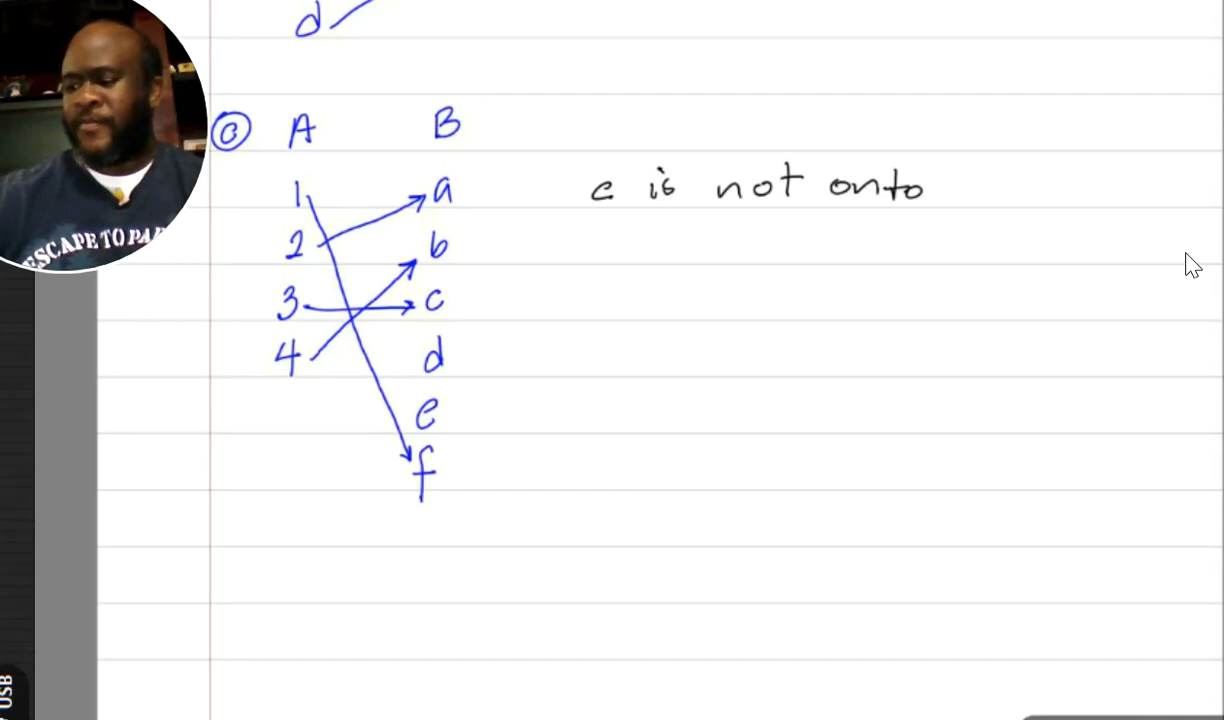 d
ⓒ A B
1 a
2 b
3 c
4 d
e
f
c is not onto
ESCAPE TO PA
USB